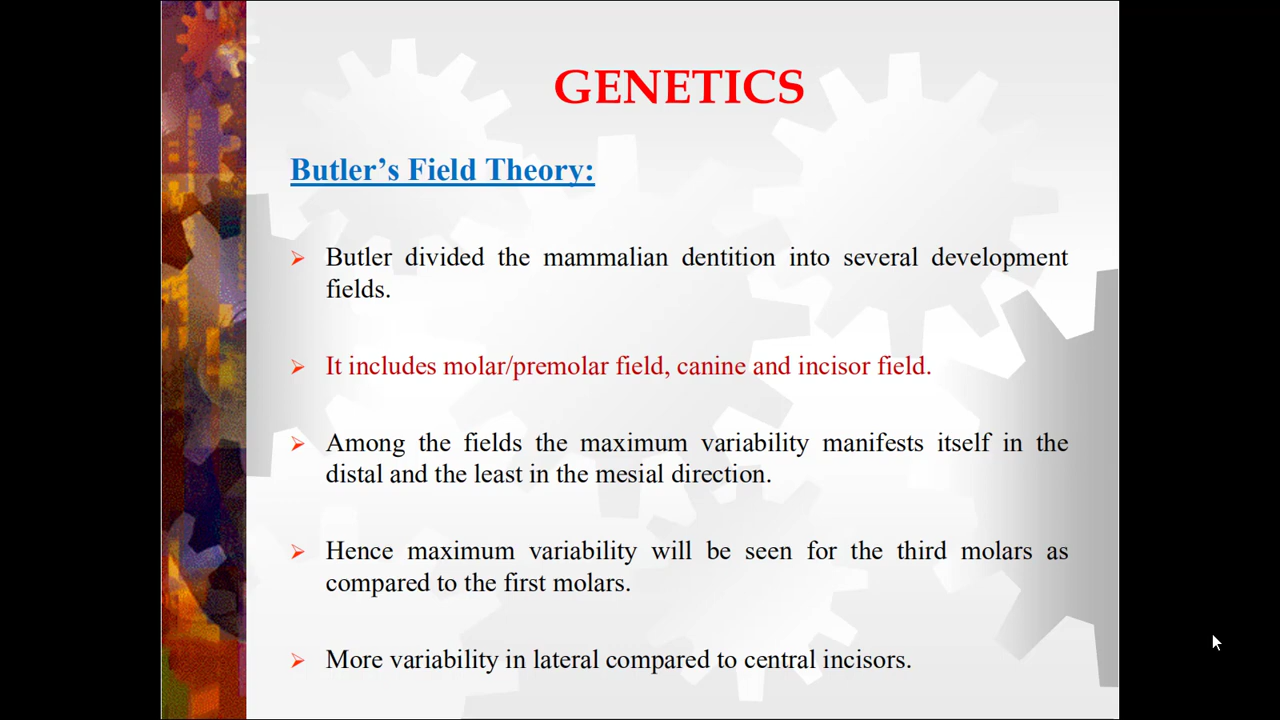 GENETICS
Butler’s Field Theory:
Butler divided the mammalian dentition into several development
fields.
It includes molar/premolar field, canine and incisor field.
Among the fields the maximum variability manifests itself in the
distal and the least in the mesial direction.
Hence maximum variability will be seen for the third molars as
compared to the first molars.
More variability in lateral compared to central incisors.